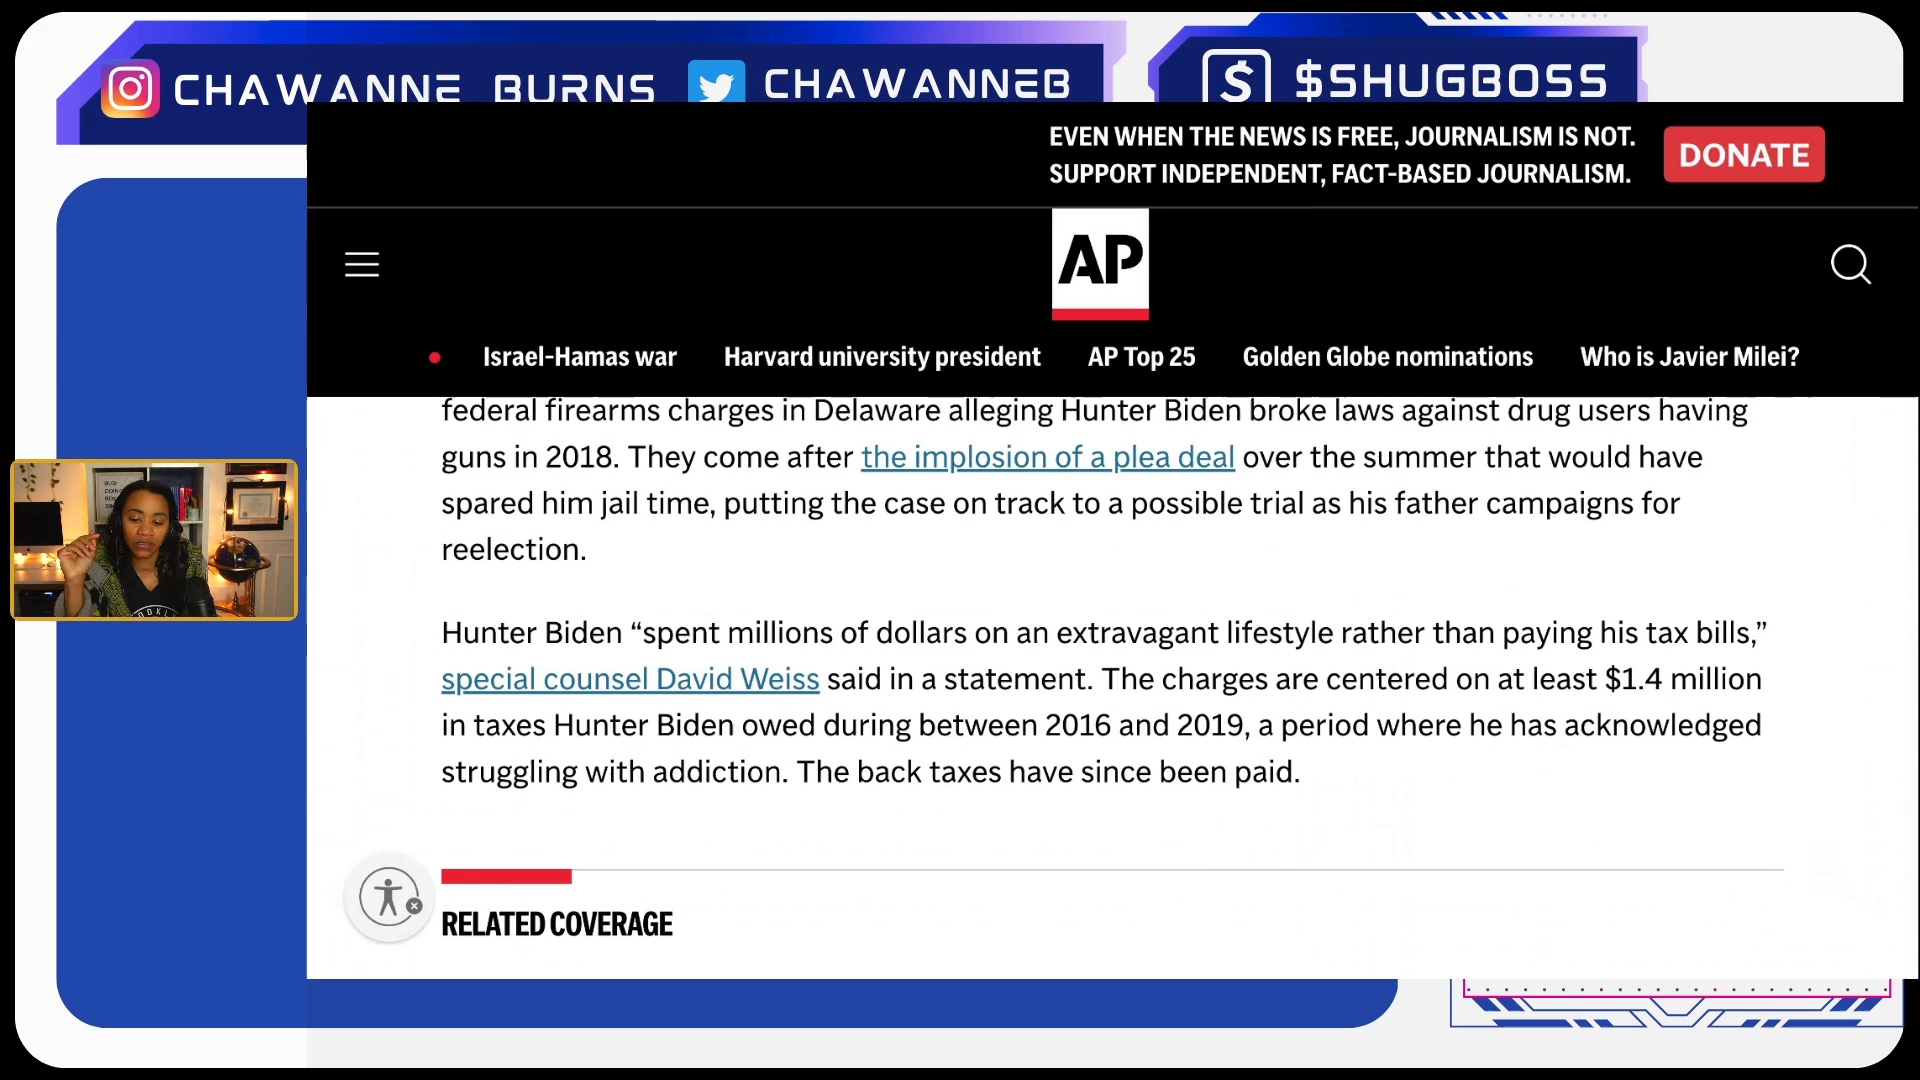 CHAWANNE_BURNS CHAWANNEB $SHUGBOSS
EVEN WHEN THE NEWS IS FREE, JOURNALISM IS NOT.
SUPPORT INDEPENDENT, FACT-BASED JOURNALISM.
DONATE
AP
Israel-Hamas war Harvard university president AP Top 25 Golden Globe nominations Who is Javier Milei?
federal firearms charges in Delaware alleging Hunter Biden broke laws against drug users having
guns in 2018. They come after the implosion of a plea deal over the summer that would have
spared him jail time, putting the case on track to a possible trial as his father campaigns for
reelection.
Hunter Biden “spent millions of dollars on an extravagant lifestyle rather than paying his tax bills,”
special counsel David Weiss said in a statement. The charges are centered on at least $1.4 million
in taxes Hunter Biden owed during between 2016 and 2019, a period where he has acknowledged
struggling with addiction. The back taxes have since been paid.
RELATED COVERAGE